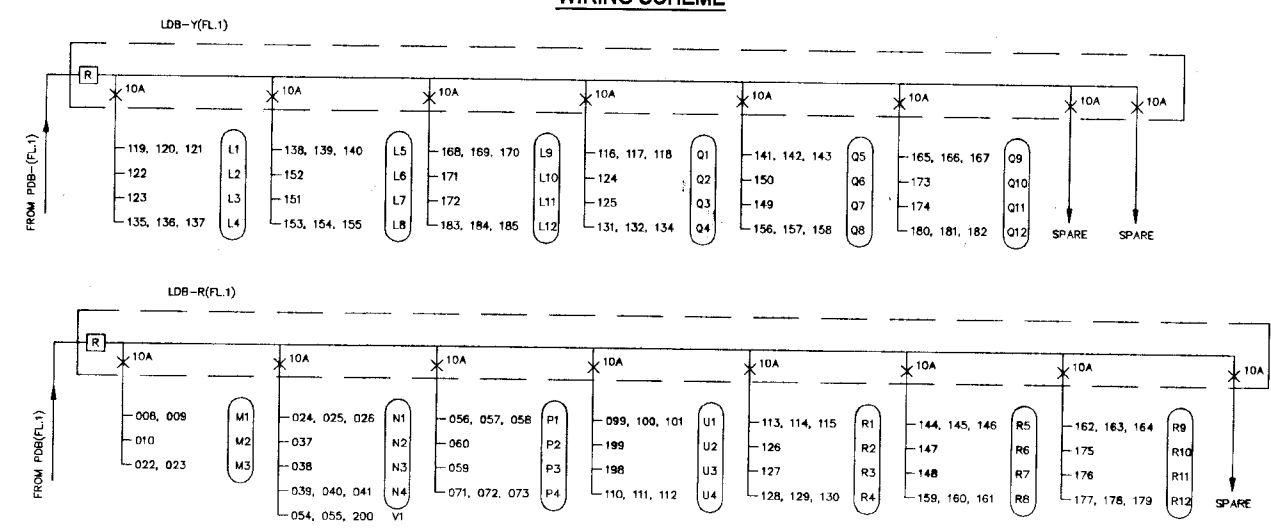 WIRING SCHEME
LDB-Y(FL.1)
R
10A 10A 10A 10A 10A 10A 10A 10A
FROM PDB-(FL.1)
119, 120, 121 L1 138, 139, 140 L5 168, 169, 170 L9 116, 117, 118 Q1 141, 142, 143 Q5 165, 166, 167 Q9
122 L2 152 L6 171 L10 124 Q2 150 Q6 173 Q10
123 L3 151 L7 172 L11 125 Q3 149 Q7 174 Q11
135, 136, 137 L4 153, 154, 155 L8 183, 184, 185 L12 131, 132, 134 Q4 156, 157, 158 Q8 180, 181, 182 Q12
SPARE SPARE
LDB-R(FL.1)
R
10A 10A 10A 10A 10A 10A 10A 10A
FROM PDB(FL.1)
008, 009 M1 024, 025, 026 N1 056, 057, 058 P1 099, 100, 101 U1 113, 114, 115 R1 144, 145, 146 R5 162, 163, 164 R9
010 M2 037 N2 060 P2 199 U2 126 R2 147 R6 175 R10
022, 023 M3 038 N3 059 P3 198 U3 127 R3 148 R7 176 R11
039, 040, 041 N4 071, 072, 073 P4 110, 111, 112 U4 128, 129, 130 R4 159, 160, 161 R8 177, 178, 179 R12
SPARE
054, 055, 200 V1